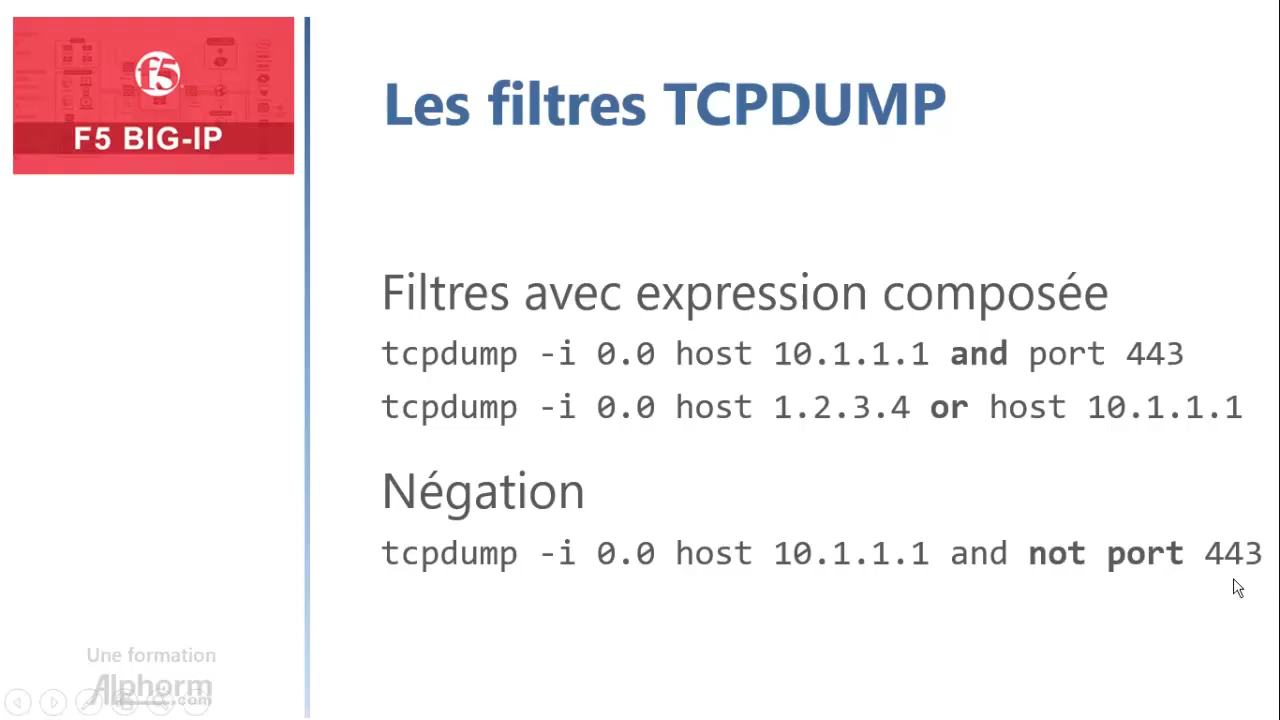 f5
F5 BIG-IP
Les filtres TCPDUMP
Filtres avec expression composée
tcpdump -i 0.0 host 10.1.1.1 and port 443
tcpdump -i 0.0 host 1.2.3.4 or host 10.1.1.1
Négation
tcpdump -i 0.0 host 10.1.1.1 and not port 443
Une formation
Alphorm
.com